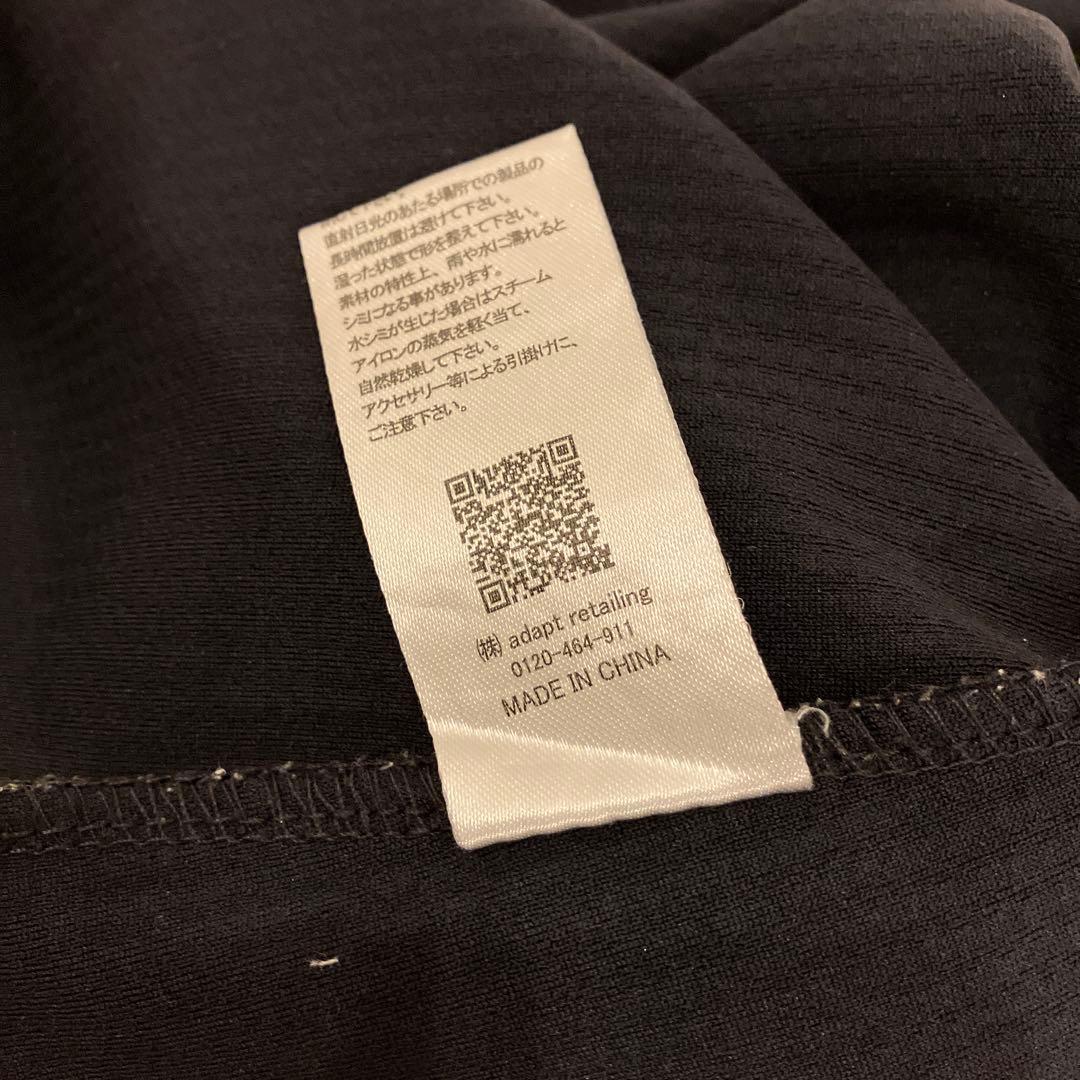 直射日光のあたる場所での製品の
長時間放置は避けて下さい。
湿った状態で形を整えて下さい。
素材の特性上、雨や水に濡れると
シミになる事があります。
水シミが生じた場合はスチーム
アイロンの蒸気を軽く当て、
自然乾燥して下さい。
アクセサリー等による引掛けに、
ご注意下さい。
㈱ adapt retailing
0120-464-911
MADE IN CHINA